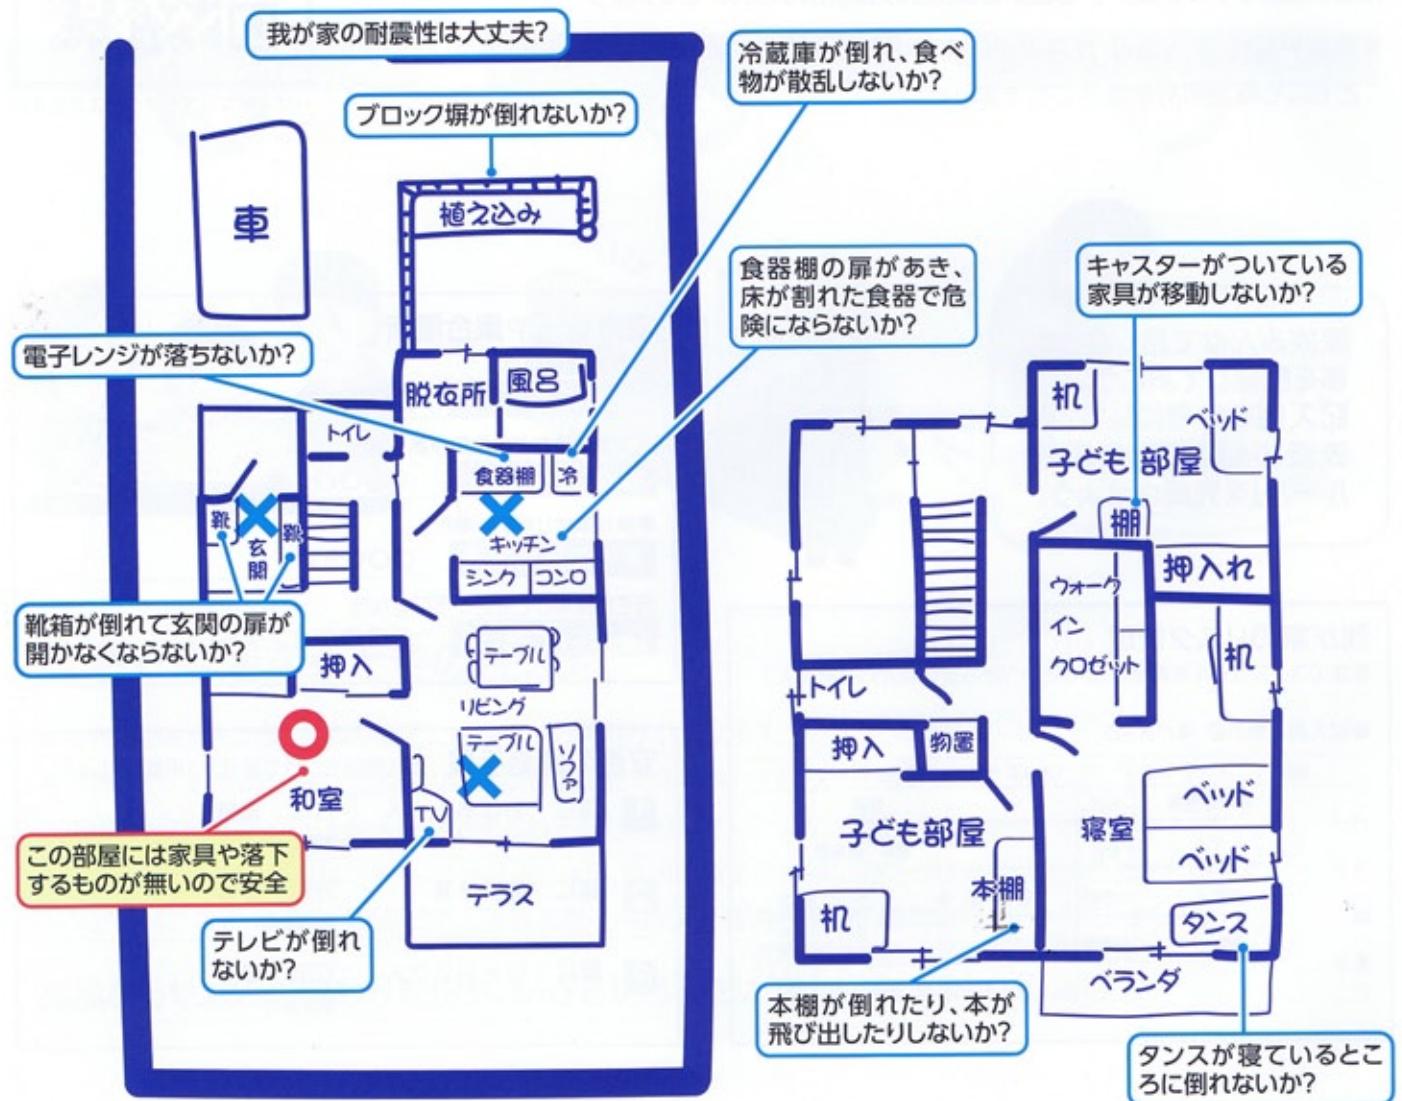 我が家の耐震性は大丈夫?
冷蔵庫が倒れ、食べ
物が散乱しないか?
ブロック塀が倒れないか?
車
植え込み
食器棚の扉があき、
床が割れた食器で危
険にならないか?
キャスターがついている
家具が移動しないか?
電子レンジが落ちないか?
脱衣所
風呂
トイレ
食器棚
冷
靴
玄関
靴
キッチン
シンク
コンロ
靴箱が倒れて玄関の扉が
開かなくならないか?
押入
テーブル
リビング
テーブル
ソファ
和室
TV
この部屋には家具や落下
するものが無いので安全
テラス
テレビが倒れ
ないか?
机
ベッド
子ども部屋
棚
押入れ
ウォーク
イン
クロゼット
机
トイレ
押入
物置
子ども部屋
寝室
ベッド
ベッド
本棚
机
タンス
ベランダ
本棚が倒れたり、本が
飛び出したりしないか?
タンスが寝ているとこ
ろに倒れないか?